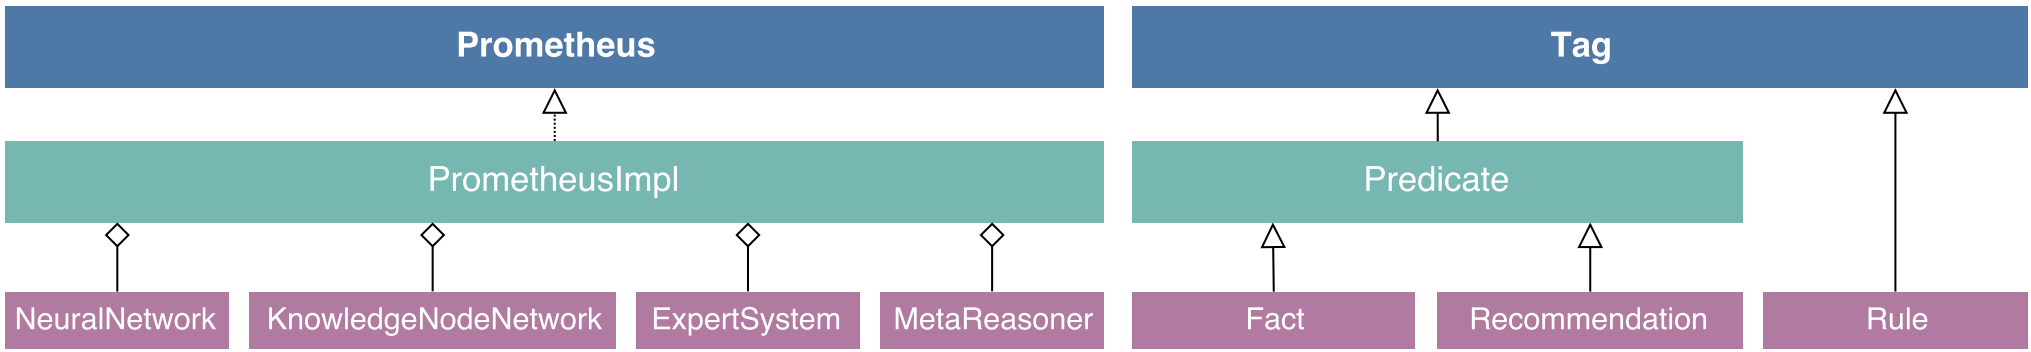 Prometheus
Tag
PrometheusImpl
Predicate
NeuralNetwork
KnowledgeNodeNetwork
ExpertSystem
MetaReasoner
Fact
Recommendation
Rule